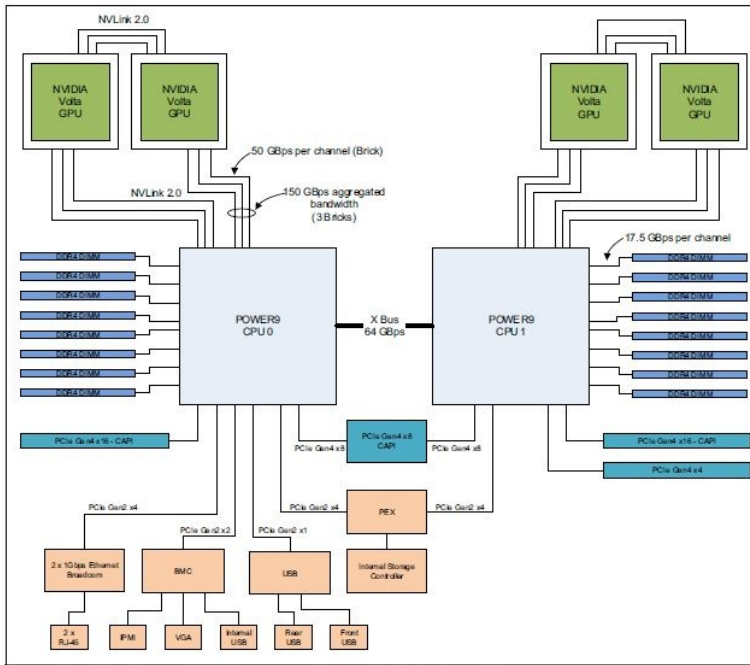 NVLink 2.0
NVIDIA
Volta
GPU
NVIDIA
Volta
GPU
NVIDIA
Volta
GPU
NVIDIA
Volta
GPU
50 GBps per channel (Brick)
NVLink 2.0
150 GBps aggregated
bandwidth
(3 Bricks)
17.5 GBps per channel
DDR4 DIMM
DDR4 DIMM
DDR4 DIMM
DDR4 DIMM
DDR4 DIMM
DDR4 DIMM
DDR4 DIMM
DDR4 DIMM
POWER9
CPU 0
X Bus
64 GBps
POWER9
CPU 1
DDR4 DIMM
DDR4 DIMM
DDR4 DIMM
DDR4 DIMM
DDR4 DIMM
DDR4 DIMM
DDR4 DIMM
DDR4 DIMM
PCIe Gen4 x16 - CAPI
PCIe Gen4 x8
PCIe Gen4 x8
CAPI
PCIe Gen4 x8
PCIe Gen4 x16 - CAPI
PCIe Gen4 x4
PCIe Gen2 x4
PCIe Gen2 x2
PCIe Gen2 x1
PCIe Gen2 x4
PEX
PCIe Gen2 x4
2 x 1Gbps Ethernet
Broadcom
BMC
USB
Internal Storage
Controller
2 x
RJ-45
IPMI
VGA
Internal
USB
Rear
USB
Front
USB